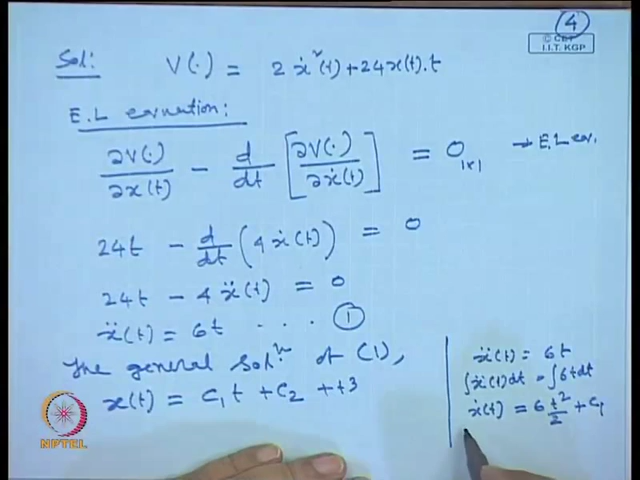 4
© CET
I.I.T. KGP
Sol: V(·) = 2ẋ²(t) + 24x(t).t
E.L equation:
∂V(·)/∂x(t) − d/dt [∂V(·)/∂ẋ(t)] = 0₁ₓ₁ → E.L eq.
24t − d/dt (4ẋ(t)) = 0
24t − 4ẍ(t) = 0
ẍ(t) = 6t . . . ①
The general solⁿ of (1),
x(t) = C₁t + C₂ + t³
ẍ(t) = 6t
∫ẍ(t)dt = ∫6t dt
ẋ(t) = 6 t²/2 + C₁
NPTEL